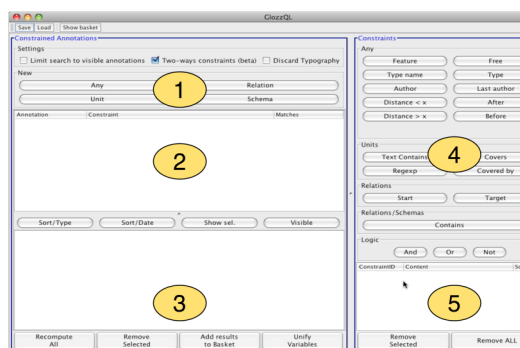 GlozzQL
Save Load Show basket
Constrained Annotations
Settings
Limit search to visible annotations Two-ways constraints (beta) Discard Typography
New
Any Relation
1
Unit Schema
Annotation Constraint Matches
2
Sort/Type Sort/Date Show sel. Visible
3
Recompute All Remove Selected Add results to Basket Unify Variables
Constraints
Any
Feature Free
Type name Type
Author Last author
Distance < x After
Distance > x Before
Units
Text Contains Covers
4
Regexp Covered by
Relations
Start Target
Relations/Schemas
Contains
Logic
And Or Not
ConstraintID Content
5
Remove Selected Remove ALL